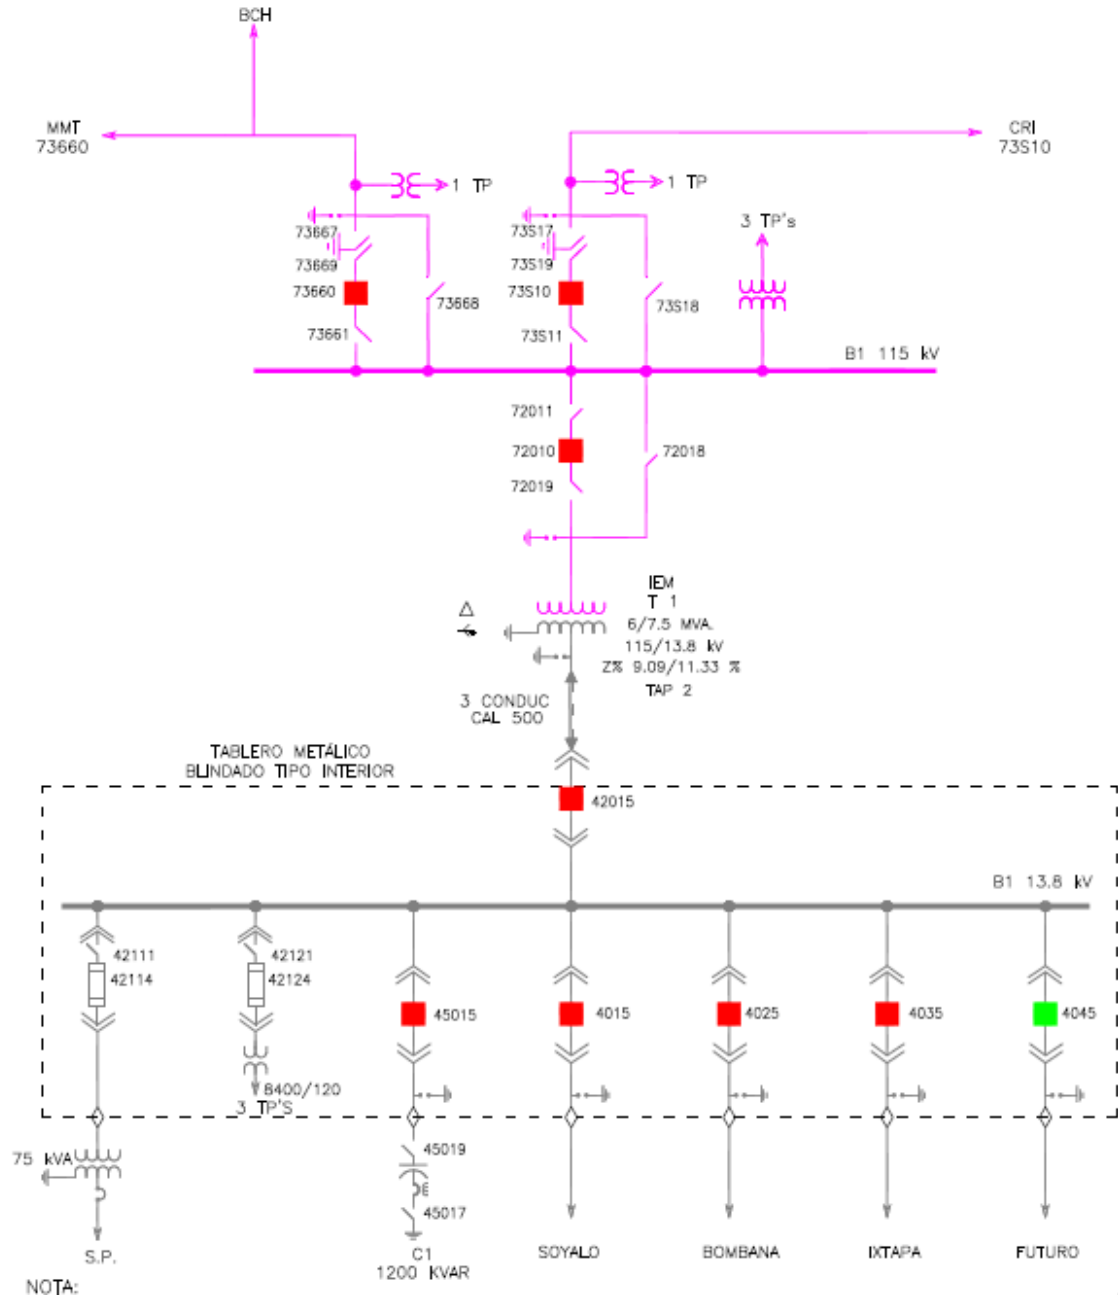 BCH
MMT
73660
CRI
73S10
1 TP
1 TP
3 TP's
73667
73669
73660
73661
73668
73S17
73S19
73S10
73S11
73S18
B1 115 kV
72011
72010
72019
72018
IEM
T 1
6/7.5 MVA.
115/13.8 kV
Z% 9.09/11.33 %
TAP 2
Δ
3 CONDUC
CAL 500
TABLERO METÁLICO
BLINDADO TIPO INTERIOR
42015
B1 13.8 kV
42111
42114
42121
42124
45015
4015
4025
4035
4045
8400/120
3 TP'S
75 kVA
45019
45017
S.P.
C1
1200 KVAR
SOYALO
BOMBANA
IXTAPA
FUTURO
NOTA: